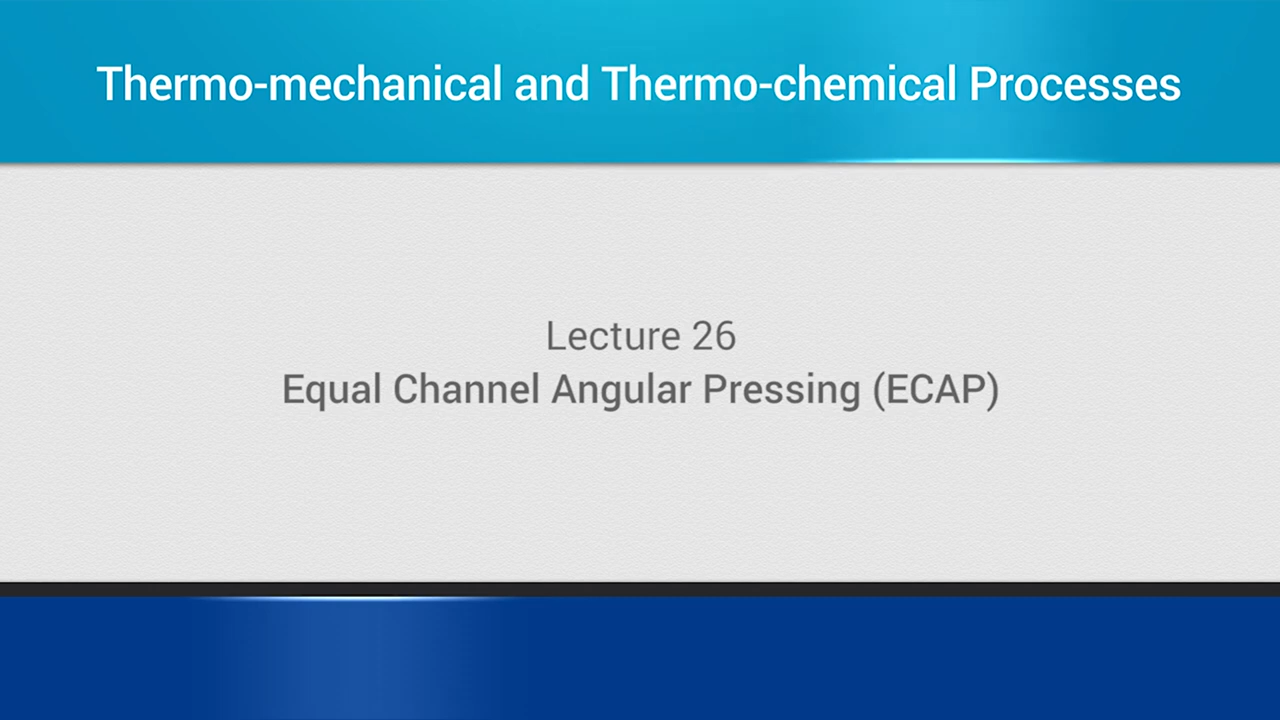 Thermo-mechanical and Thermo-chemical Processes
Lecture 26
Equal Channel Angular Pressing (ECAP)